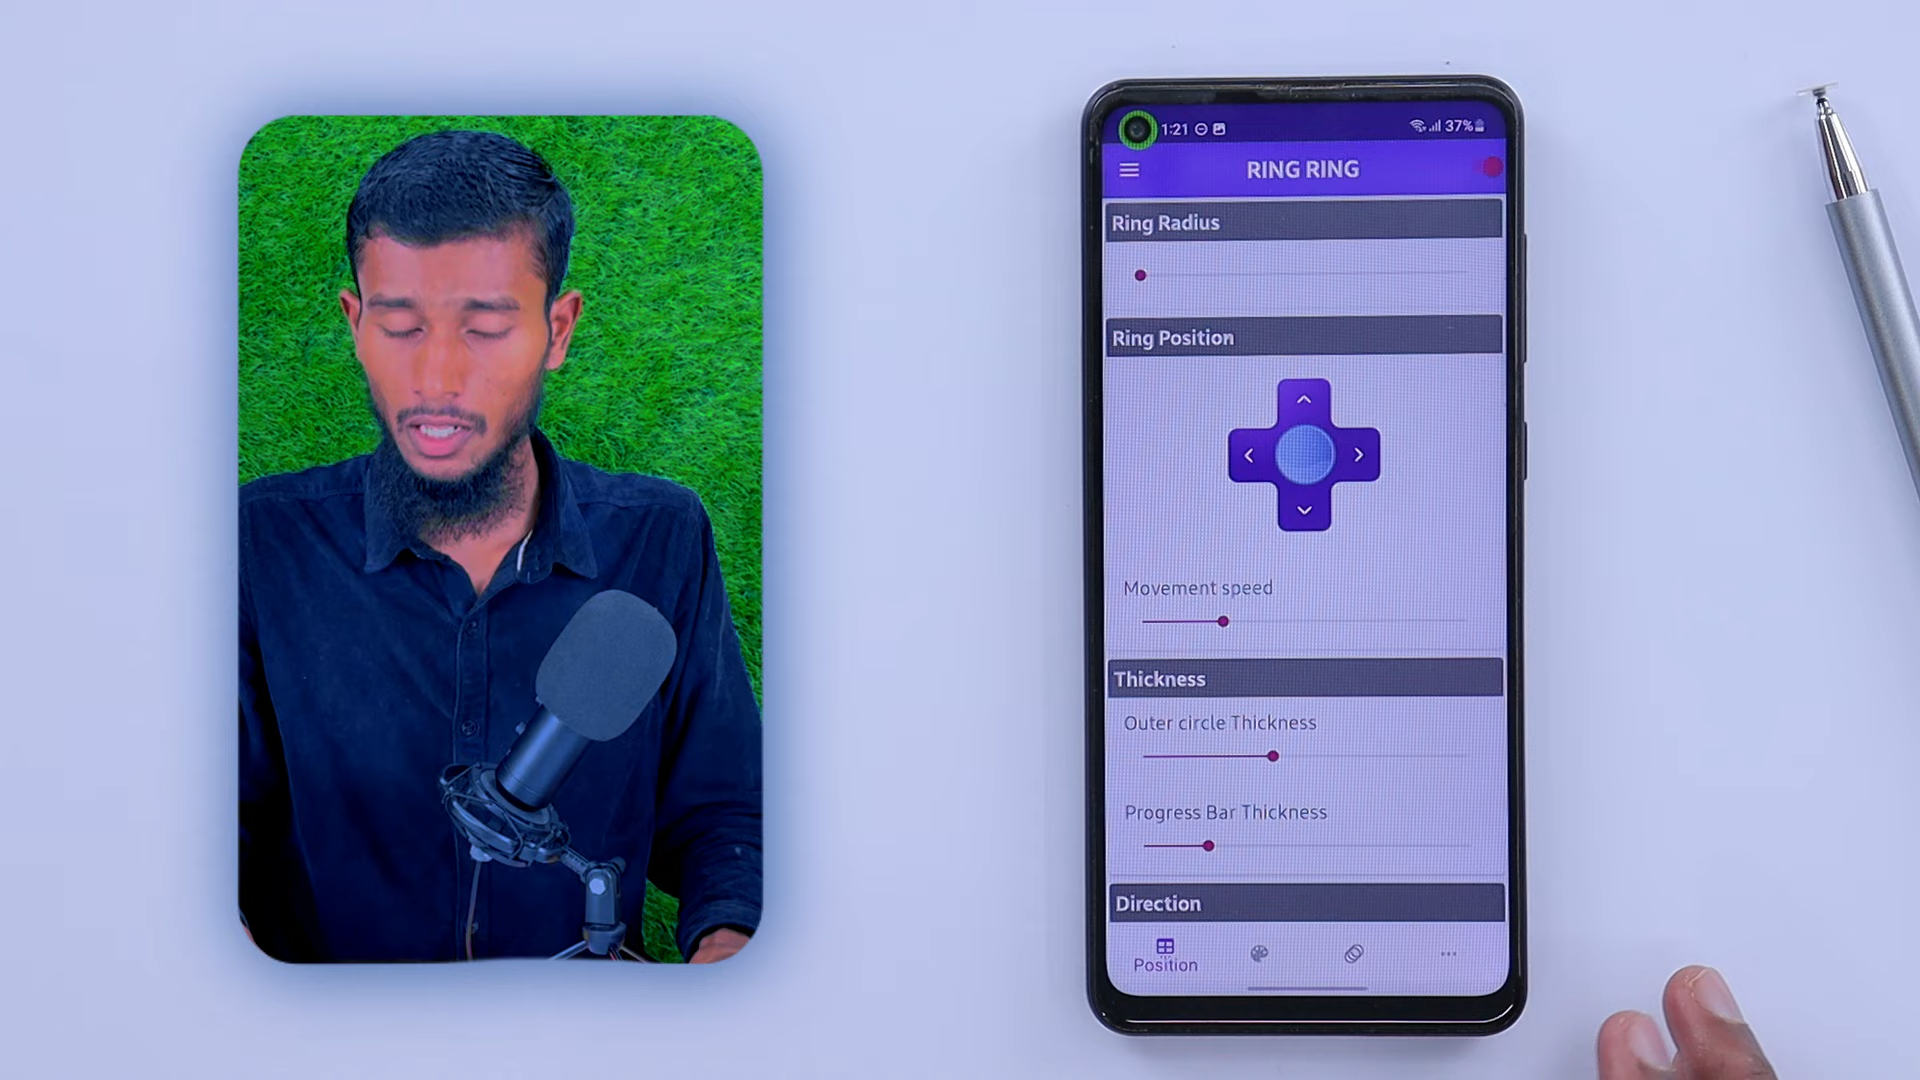 1:21
37%
RING RING
Ring Radius
Ring Position
Movement speed
Thickness
Outer circle Thickness
Progress Bar Thickness
Direction
Position